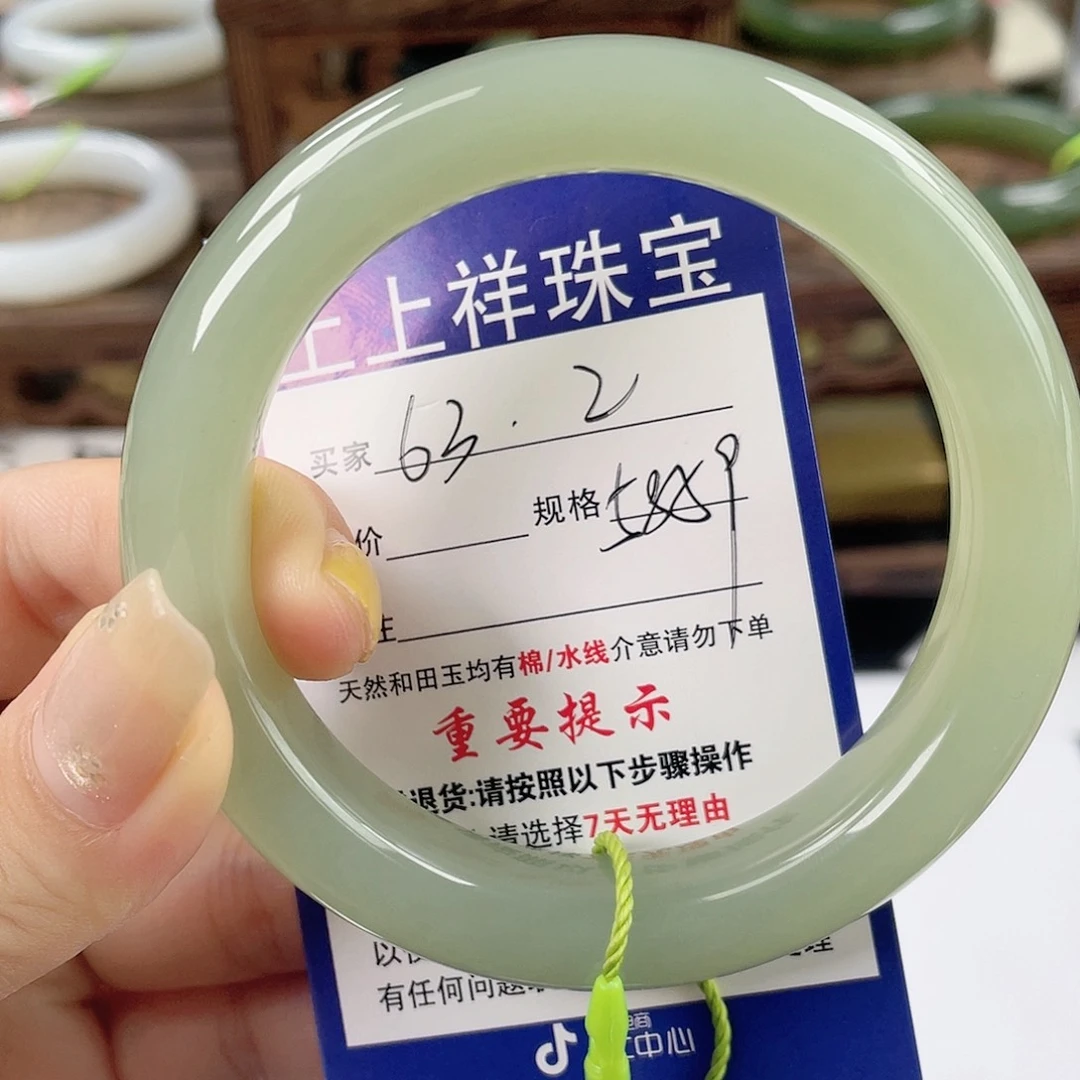 上祥珠宝
买家 63.2
价 规格
天然和田玉均有棉/水线介意请勿下单
重要提示
退货:请按照以下步骤操作
请选择7天无理由
有任何问题
中心